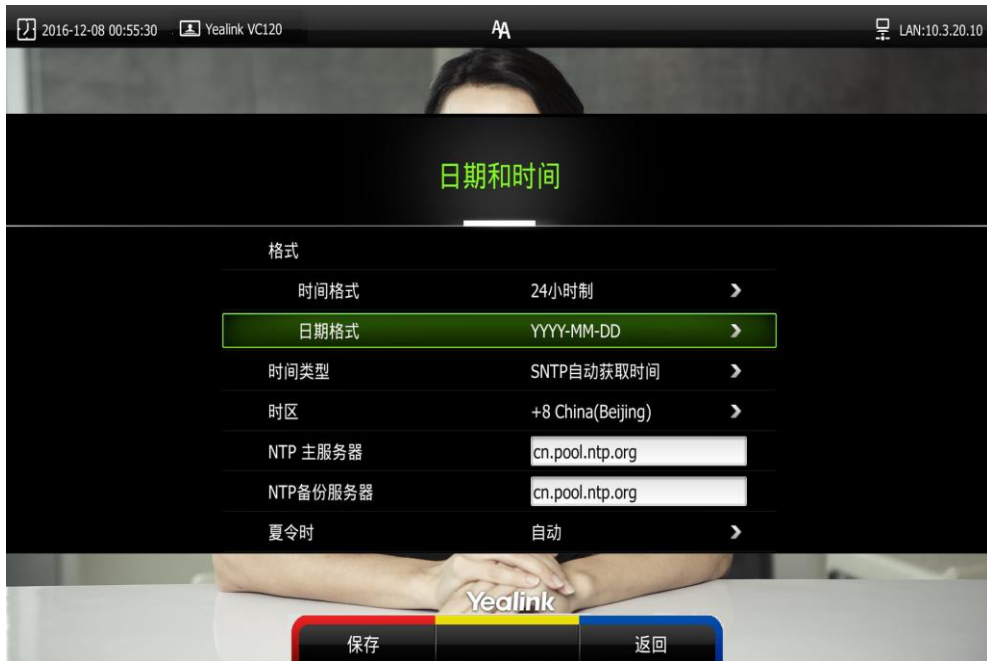 2016-12-08 00:55:30 Yealink VC120 AA LAN:10.3.20.10
日期和时间
格式
时间格式 24小时制
日期格式 YYYY-MM-DD
时间类型 SNTP自动获取时间
时区 +8 China(Beijing)
NTP 主服务器 cn.pool.ntp.org
NTP备份服务器 cn.pool.ntp.org
夏令时 自动
Yealink
保存 返回